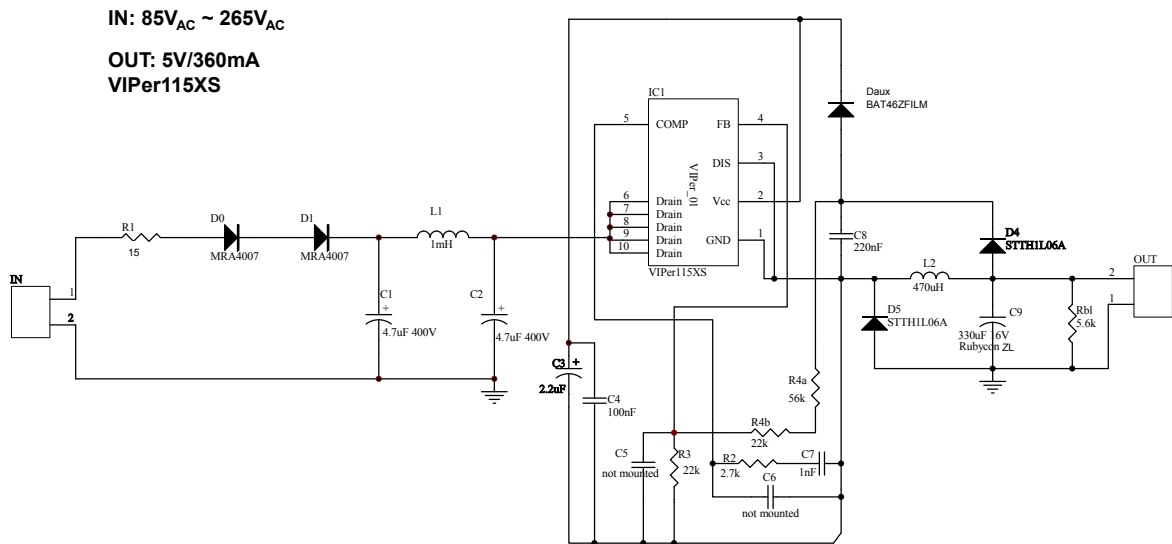 IN: 85VAC ~ 265VAC
OUT: 5V/360mA
VIPer115XS
Daux
BAT46ZFILM
IC1
5 COMP FB 4
DIS 3
VIPer_01
6 Drain Vcc 2
7 Drain
8 Drain
9 Drain GND 1
10 Drain
VIPer115XS
R1
15
D0
MRA4007
D1
MRA4007
L1
1mH
C8
220nF
D4
STTH1L06A
L2
470uH
OUT
2
1
IN
1
2
C1
+
4.7uF 400V
C2
+
4.7uF 400V
D5
STTH1L06A
C9
330uF 16V
Rubycon ZL
Rbl
5.6k
C3 +
2.2uF
C4
100nF
R4a
56k
R4b
22k
C5
not mounted
R3
22k
R2
2.7k
C7
1nF
C6
not mounted